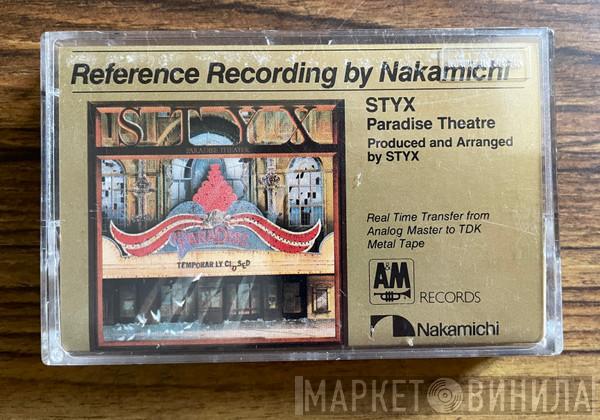 Reference Recording by Nakamichi
STYX
PARADISE THEATER
PARADISE
TEMPORARILY CLOSED
STYX
Paradise Theatre
Produced and Arranged
by STYX
Real Time Transfer from
Analog Master to TDK
Metal Tape
A&M
RECORDS
Nakamichi
МАРКЕТ ВИНИЛА